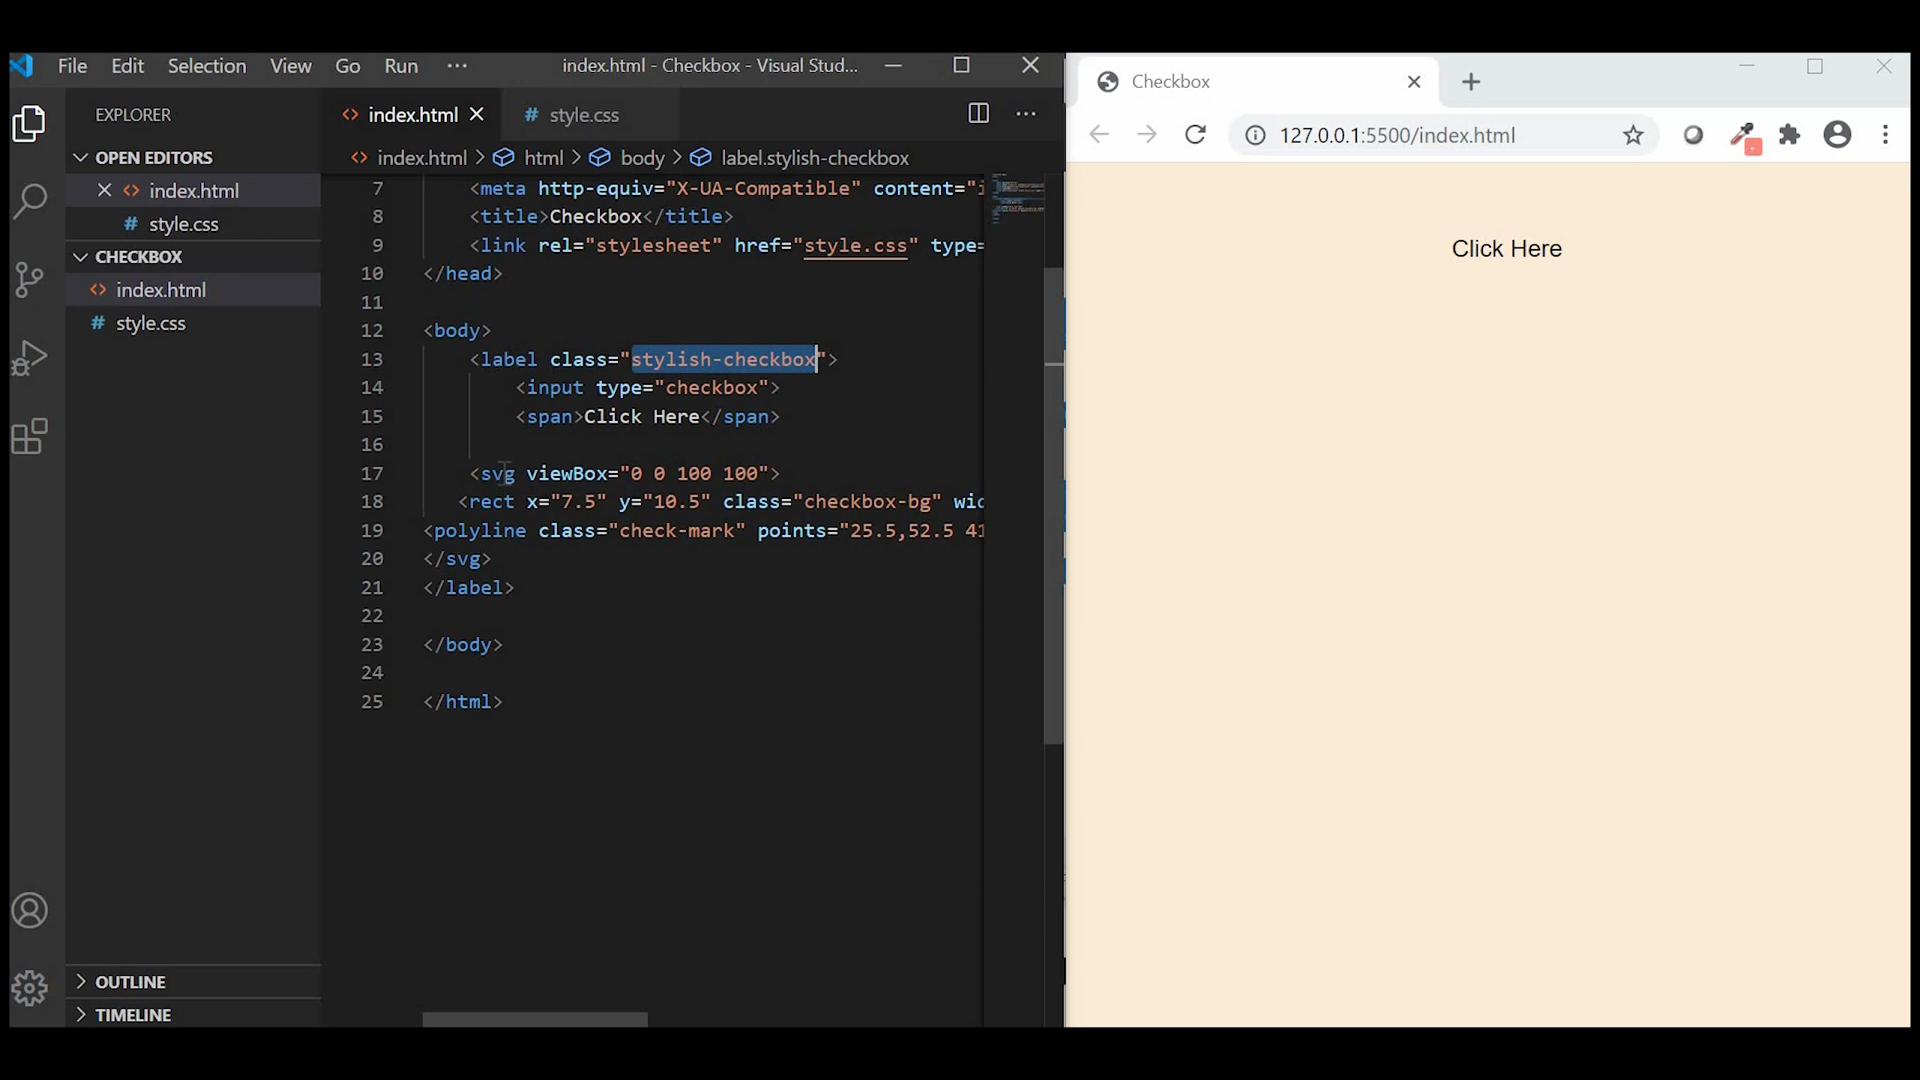 File Edit Selection View Go Run ··· index.html - Checkbox - Visual Stud...
EXPLORER
OPEN EDITORS
index.html
# style.css
CHECKBOX
index.html
# style.css
OUTLINE
TIMELINE
index.html # style.css
index.html > html > body > label.stylish-checkbox
7 <meta http-equiv="X-UA-Compatible" content="i
8 <title>Checkbox</title>
9 <link rel="stylesheet" href="style.css" type=
10 </head>
11
12 <body>
13 <label class="stylish-checkbox">
14 <input type="checkbox">
15 <span>Click Here</span>
16
17 <svg viewBox="0 0 100 100">
18 <rect x="7.5" y="10.5" class="checkbox-bg" wid
19 <polyline class="check-mark" points="25.5,52.5 41
20 </svg>
21 </label>
22
23 </body>
24
25 </html>
Checkbox
127.0.0.1:5500/index.html
Click Here